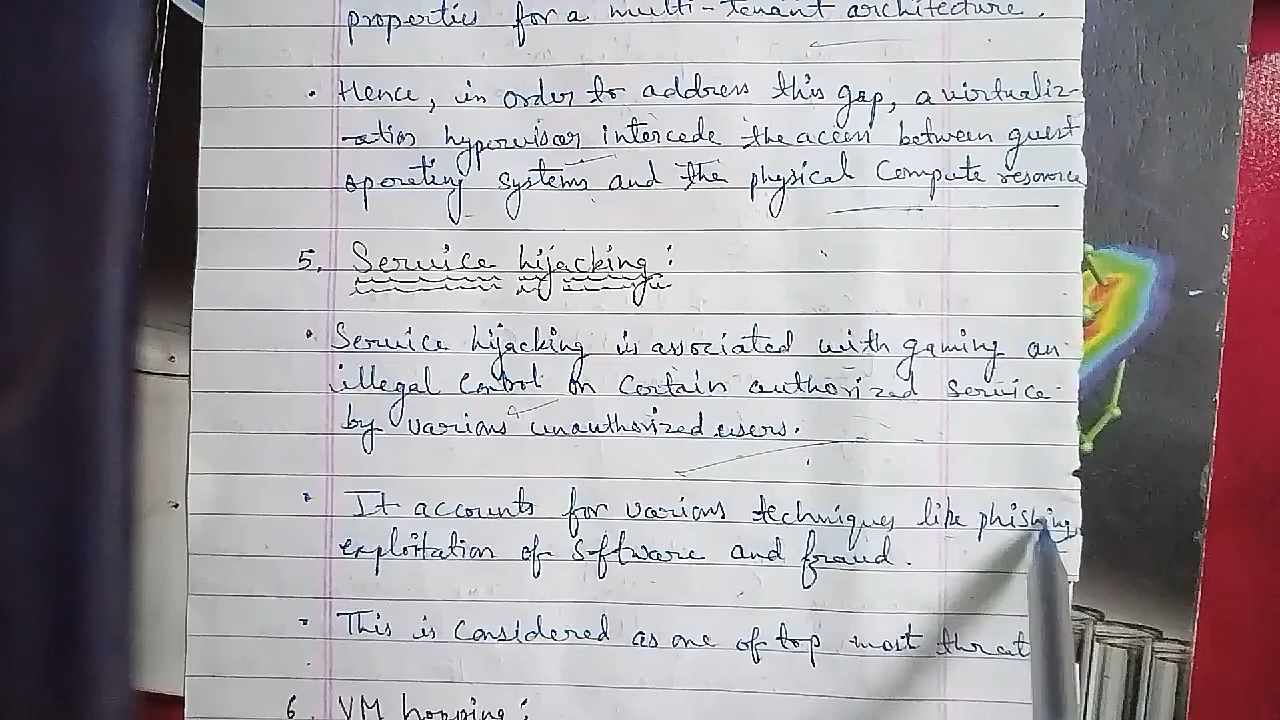 properties for a multi-tenant architecture.
• Hence, in order to address this gap, a virtualiz-
-ation hypervisor intercede the access between guest
operating systems and the physical Compute resource
5. Service hijacking :
• Service hijacking is associated with gaining an
illegal control on certain authorized service
by various unauthorized users.
• It accounts for various techniques like phishing,
exploitation of software and fraud.
• This is considered as one of top most threat
6. VM hopping :